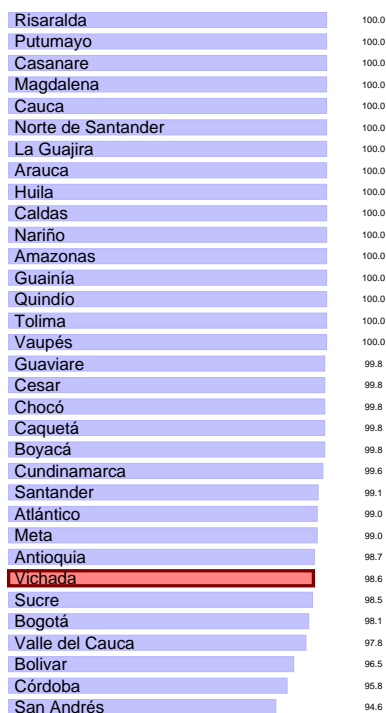 Risaralda 100.0
Putumayo 100.0
Casanare 100.0
Magdalena 100.0
Cauca 100.0
Norte de Santander 100.0
La Guajira 100.0
Arauca 100.0
Huila 100.0
Caldas 100.0
Nariño 100.0
Amazonas 100.0
Guainía 100.0
Quindío 100.0
Tolima 100.0
Vaupés 100.0
Guaviare 99.8
Cesar 99.8
Chocó 99.8
Caquetá 99.8
Boyacá 99.8
Cundinamarca 99.6
Santander 99.1
Atlántico 99.0
Meta 99.0
Antioquia 98.7
Vichada 98.6
Sucre 98.5
Bogotá 98.1
Valle del Cauca 97.8
Bolivar 96.5
Córdoba 95.8
San Andrés 94.6